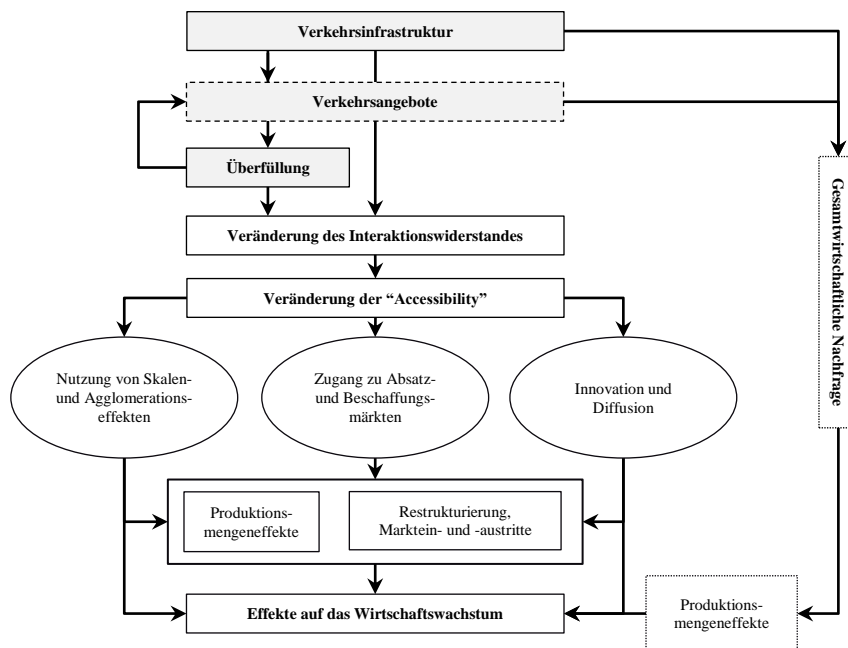 Verkehrsinfrastruktur
Verkehrsangebote
Überfüllung
Veränderung des Interaktionswiderstandes
Veränderung der “Accessibility”
Nutzung von Skalen-
und Agglomerations-
effekten
Zugang zu Absatz-
und Beschaffungs-
märkten
Innovation und
Diffusion
Gesamtwirtschaftliche Nachfrage
Produktions-
mengeneffekte
Restrukturierung,
Marktein- und -austritte
Effekte auf das Wirtschaftswachstum
Produktions-
mengeneffekte